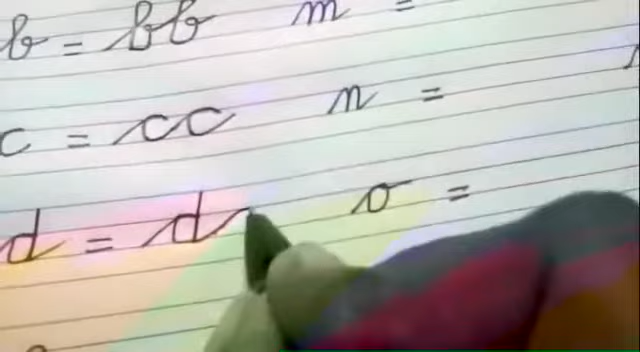 b = bb m =
c = cc n =
d = d o =